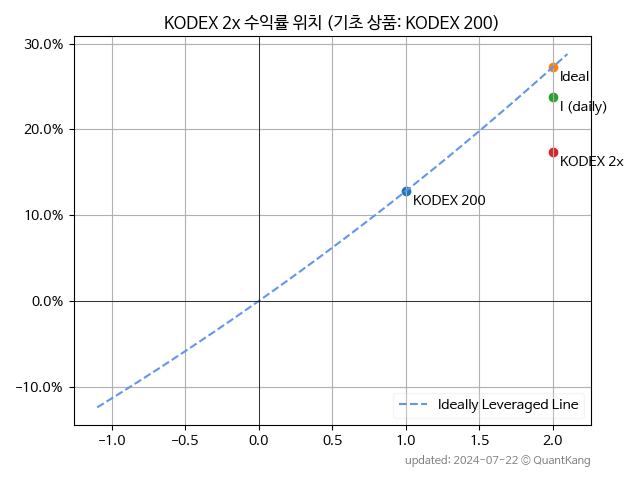 KODEX 2x 수익률 위치 (기초 상품: KODEX 200)
30.0%
20.0%
10.0%
0.0%
−10.0%
Ideal
I (daily)
KODEX 2x
KODEX 200
Ideally Leveraged Line
−1.0 −0.5 0.0 0.5 1.0 1.5 2.0
updated: 2024-07-22 © QuantKang